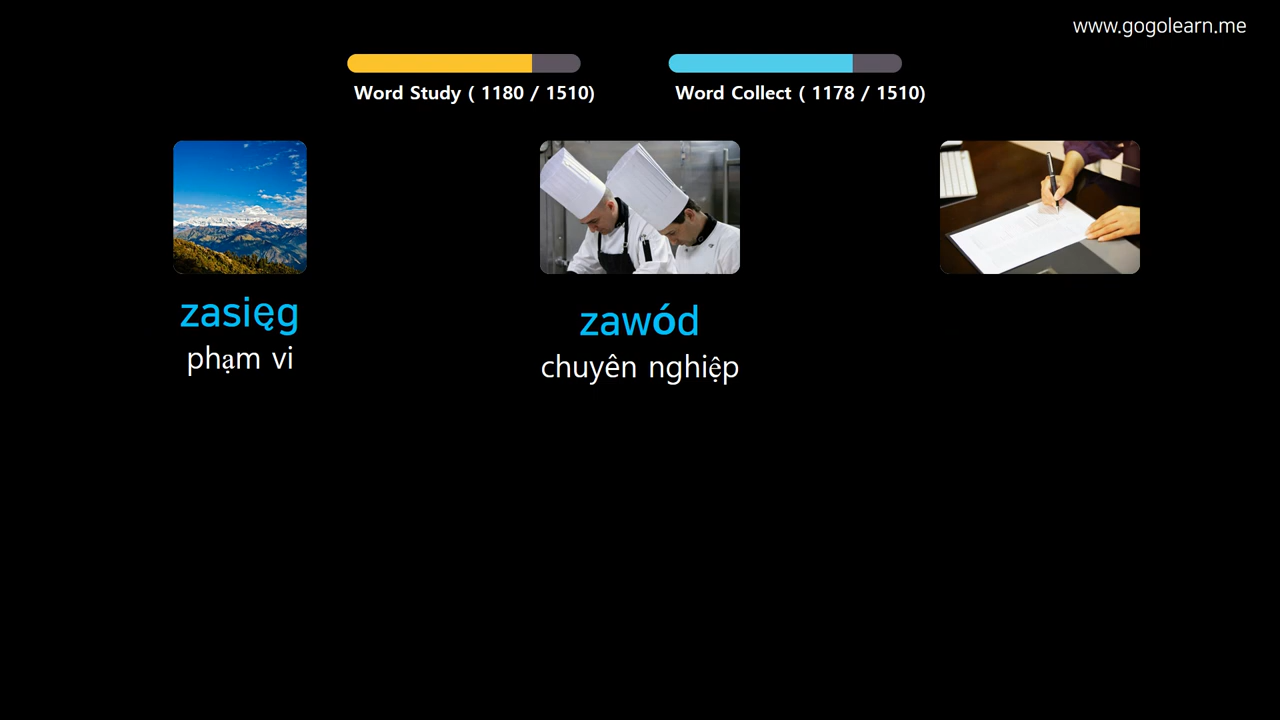 www.gogolearn.me
Word Study ( 1180 / 1510)
Word Collect ( 1178 / 1510)
zasięg
phạm vi
zawód
chuyên nghiệp